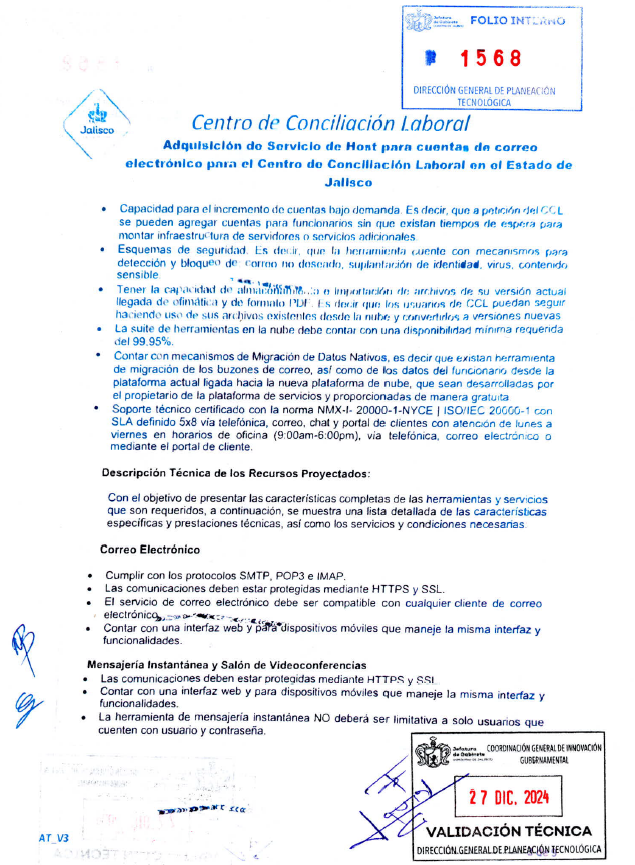 Jefatura de Gabinete
FOLIO INTERNO
1568
DIRECCIÓN GENERAL DE PLANEACIÓN
TECNOLÓGICA
Jalisco
Centro de Conciliación Laboral
Adquisición de Servicio de Host para cuentas de correo
electrónico para el Centro de Conciliación Laboral en el Estado de
Jalisco
• Capacidad para el incremento de cuentas bajo demanda. Es decir, que a petición del CCL
se pueden agregar cuentas para funcionarios sin que existan tiempos de espera para
montar infraestructura de servidores o servicios adicionales.
• Esquemas de seguridad. Es decir, que la herramienta cuente con mecanismos para
detección y bloqueo de: correo no deseado, suplantación de identidad, virus, contenido
sensible.
• Tener la capacidad de almacenamiento e importación de archivos de su versión actual
llegada de ofimática y de formato PDF. Es decir que los usuarios de CCL puedan seguir
haciendo uso de sus archivos existentes desde la nube y convertidos a versiones nuevas
• La suite de herramientas en la nube debe contar con una disponibilidad mínima requerida
del 99.95%.
• Contar con mecanismos de Migración de Datos Nativos, es decir que existan herramienta
de migración de los buzones de correo, así como de los datos del funcionario desde la
plataforma actual ligada hacia la nueva plataforma de nube, que sean desarrolladas por
el propietario de la plataforma de servicios y proporcionadas de manera gratuita
• Soporte técnico certificado con la norma NMX-I- 20000-1-NYCE | ISO/IEC 20000-1 con
SLA definido 5x8 vía telefónica, correo, chat y portal de clientes con atención de lunes a
viernes en horarios de oficina (9:00am-6:00pm), vía telefónica, correo electrónico o
mediante el portal de cliente.
Descripción Técnica de los Recursos Proyectados:
Con el objetivo de presentar las características completas de las herramientas y servicios
que son requeridos, a continuación, se muestra una lista detallada de las características
específicas y prestaciones técnicas, así como los servicios y condiciones necesarias.
Correo Electrónico
• Cumplir con los protocolos SMTP, POP3 e IMAP.
• Las comunicaciones deben estar protegidas mediante HTTPS y SSL.
• El servicio de correo electrónico debe ser compatible con cualquier cliente de correo
electrónico
• Contar con una interfaz web y para dispositivos móviles que maneje la misma interfaz y
funcionalidades.
Mensajería Instantánea y Salón de Videoconferencias
• Las comunicaciones deben estar protegidas mediante HTTPS y SSL
• Contar con una interfaz web y para dispositivos móviles que maneje la misma interfaz y
funcionalidades.
• La herramienta de mensajería instantánea NO deberá ser limitativa a solo usuarios que
cuenten con usuario y contraseña.
Jefatura de Gabinete
COORDINACIÓN GENERAL DE INNOVACIÓN
GUBERNAMENTAL
27 DIC. 2024
VALIDACIÓN TÉCNICA
DIRECCIÓN GENERAL DE PLANEACIÓN TECNOLÓGICA
AT_V3